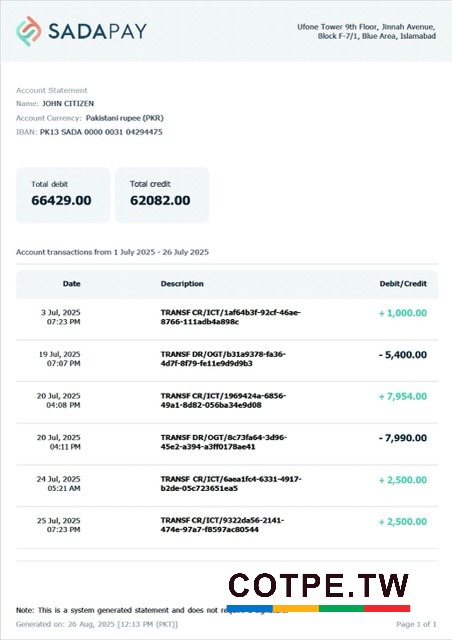 SADAPAY
Ufone Tower 9th Floor, Jinnah Avenue,
Block F-7/1, Blue Area, Islamabad
Account Statement
Name: JOHN CITIZEN
Account Currency: Pakistani rupee (PKR)
IBAN: PK13 SADA 0000 0031 04294475
Total debit
66429.00
Total credit
62082.00
Account transactions from 1 July 2025 - 26 July 2025
Date Description Debit/Credit
3 Jul, 2025 TRANSF CR/ICT/1af64b3f-92cf-46ae- + 1,000.00
07:23 PM 8766-111adb4a898c
19 Jul, 2025 TRANSF DR/OGT/b31a9378-fa36- - 5,400.00
07:07 PM 4d7f-8f79-fe11e9d9d9b3
20 Jul, 2025 TRANSF CR/ICT/1969424a-6856- + 7,954.00
04:08 PM 49a1-8d82-056ba34e9d08
20 Jul, 2025 TRANSF DR/OGT/8c73fa64-3d96- - 7,990.00
04:11 PM 45e2-a394-a3ff0178ae41
24 Jul, 2025 TRANSF CR/ICT/6aea1fc4-6331-4917- + 2,500.00
05:21 AM b2de-05c723651ea5
25 Jul, 2025 TRANSF CR/ICT/9322da56-2141- + 2,500.00
07:23 PM 474e-97a7-f8597ac80544
COTPE.TW
Note: This is a system generated statement and does not
Generated on: 26 Aug, 2025 [12:13 PM (PKT)] Page 1 of 1